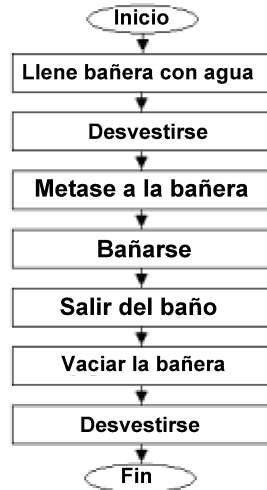 Inicio
Llene bañera con agua
Desvestirse
Metase a la bañera
Bañarse
Salir del baño
Vaciar la bañera
Desvestirse
Fin